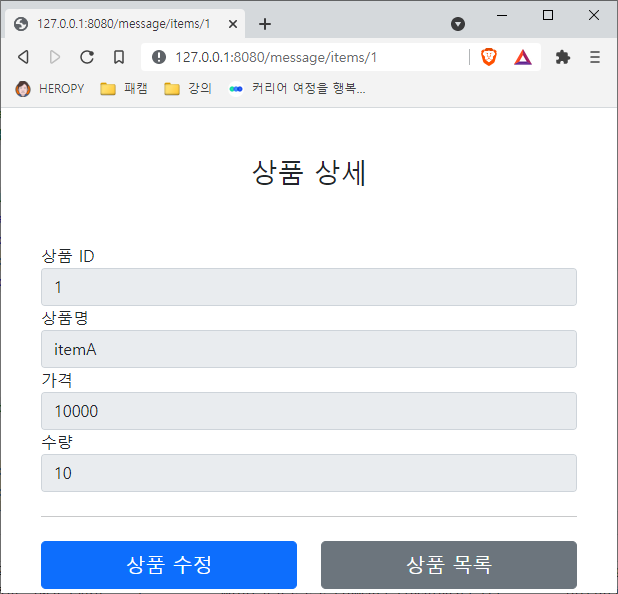 127.0.0.1:8080/message/items/1
127.0.0.1:8080/message/items/1
HEROPY 패캠 강의 커리어 여정을 행복...
상품 상세
상품 ID
1
상품명
itemA
가격
10000
수량
10
상품 수정 상품 목록